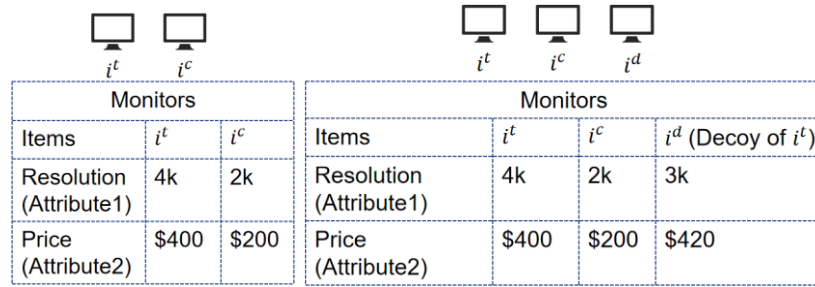 i^t i^c
Monitors
Items i^t i^c
Resolution 4k 2k
(Attribute1)
Price $400 $200
(Attribute2)
i^t i^c i^d
Monitors
Items i^t i^c i^d (Decoy of i^t)
Resolution 4k 2k 3k
(Attribute1)
Price $400 $200 $420
(Attribute2)